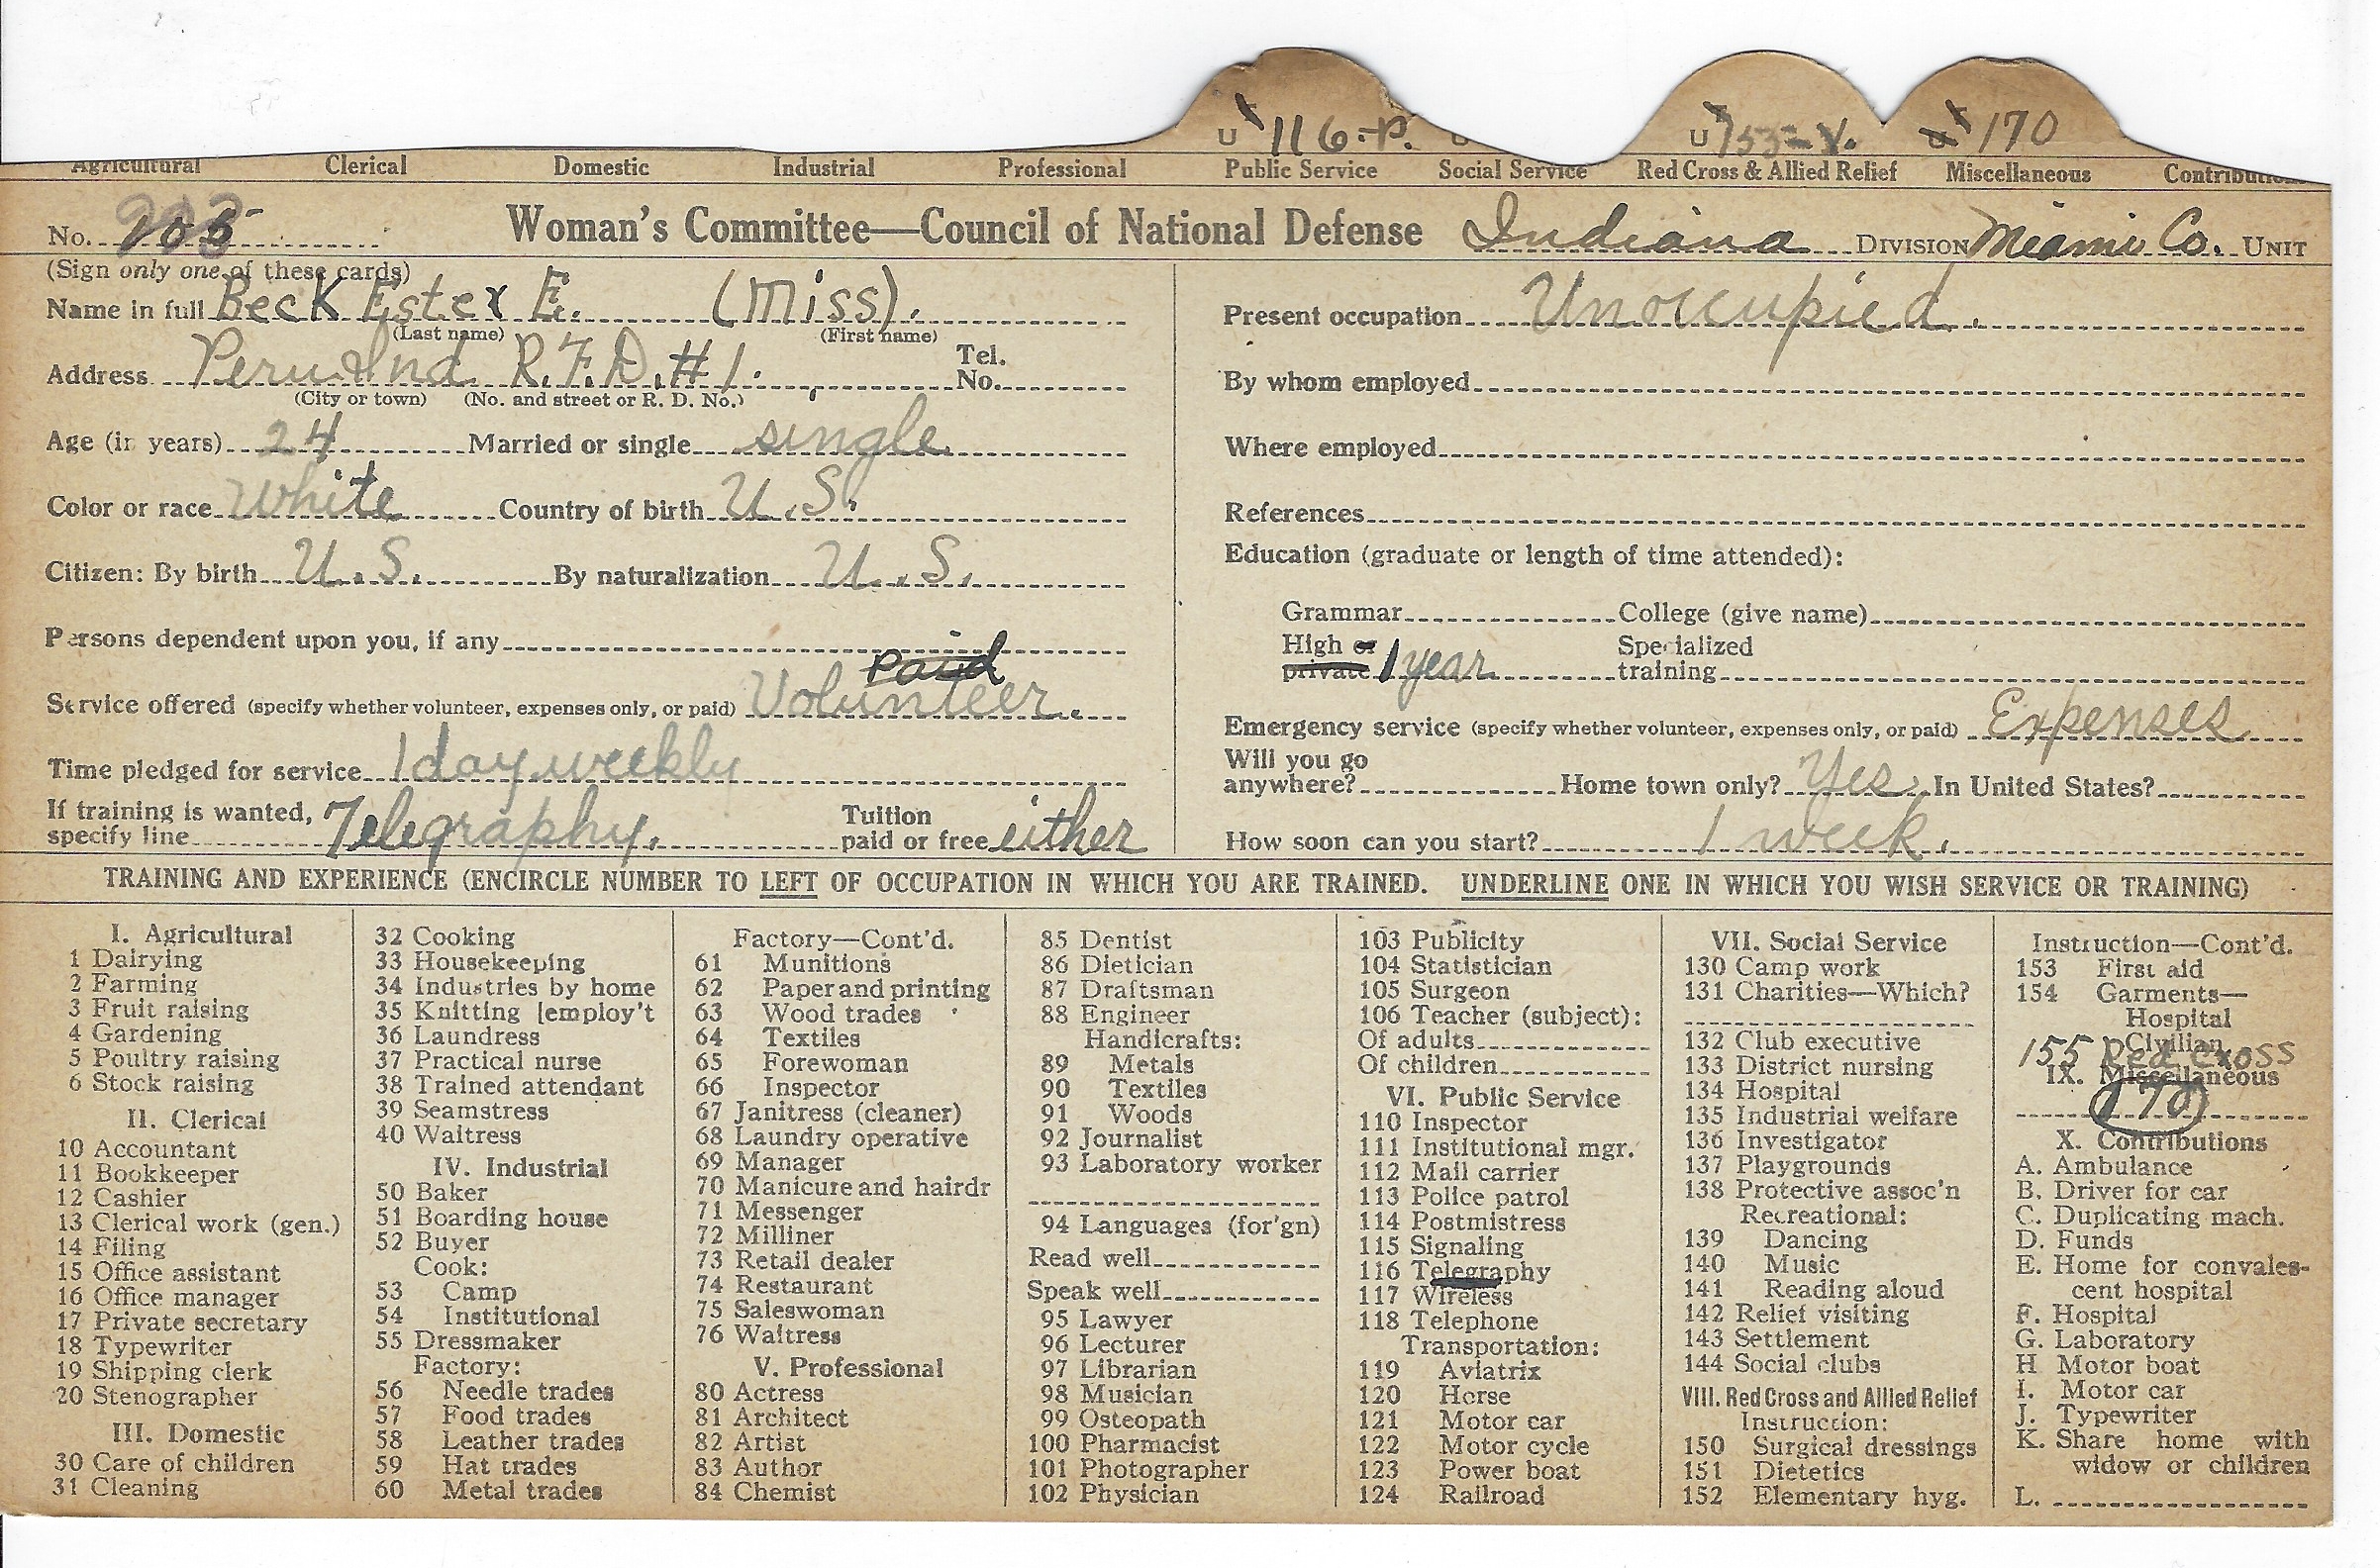 U 116-P. U 155-V. 170
Agricultural Clerical Domestic Industrial Professional Public Service Social Service Red Cross & Allied Relief Miscellaneous
No. 105 Woman's Committee—Council of National Defense Indiana DIVISION Miami Co. UNIT
(Sign only one of these cards)
Name in full Beck Ester E. (Miss).
(Last name) (First name)
Address Peru Ind. R.F.D. #1. Tel. No.
(City or town) (No. and street or R. D. No.)
Age (in years) 24 Married or single single
Color or race White Country of birth U.S.
Citizen: By birth U.S. By naturalization U.S.
Persons dependent upon you, if any
paid
Service offered (specify whether volunteer, expenses only, or paid) Volunteer.
Time pledged for service 1 day weekly
If training is wanted, specify line Telegraphy. Tuition paid or free either
Present occupation Unoccupied.
By whom employed
Where employed
References
Education (graduate or length of time attended):
Grammar College (give name)
High or private 1 year Specialized training
Emergency service (specify whether volunteer, expenses only, or paid) Expenses
Will you go anywhere? Home town only? Yes In United States?
How soon can you start? 1 week.
TRAINING AND EXPERIENCE (ENCIRCLE NUMBER TO LEFT OF OCCUPATION IN WHICH YOU ARE TRAINED. UNDERLINE ONE IN WHICH YOU WISH SERVICE OR TRAINING)
I. Agricultural
1 Dairying
2 Farming
3 Fruit raising
4 Gardening
5 Poultry raising
6 Stock raising
II. Clerical
10 Accountant
11 Bookkeeper
12 Cashier
13 Clerical work (gen.)
14 Filing
15 Office assistant
16 Office manager
17 Private secretary
18 Typewriter
19 Shipping clerk
20 Stenographer
III. Domestic
30 Care of children
31 Cleaning
32 Cooking
33 Housekeeping
34 Industries by home
35 Knitting [employ't
36 Laundress
37 Practical nurse
38 Trained attendant
39 Seamstress
40 Waitress
IV. Industrial
50 Baker
51 Boarding house
52 Buyer
Cook:
53 Camp
54 Institutional
55 Dressmaker
Factory:
56 Needle trades
57 Food trades
58 Leather trades
59 Hat trades
60 Metal trades
Factory—Cont'd.
61 Munitions
62 Paper and printing
63 Wood trades
64 Textiles
65 Forewoman
66 Inspector
67 Janitress (cleaner)
68 Laundry operative
69 Manager
70 Manicure and hairdr
71 Messenger
72 Milliner
73 Retail dealer
74 Restaurant
75 Saleswoman
76 Waitress
V. Professional
80 Actress
81 Architect
82 Artist
83 Author
84 Chemist
85 Dentist
86 Dietician
87 Draftsman
88 Engineer
Handicrafts:
89 Metals
90 Textiles
91 Woods
92 Journalist
93 Laboratory worker
94 Languages (for'gn)
Read well
Speak well
95 Lawyer
96 Lecturer
97 Librarian
98 Musician
99 Osteopath
100 Pharmacist
101 Photographer
102 Physician
103 Publicity
104 Statistician
105 Surgeon
106 Teacher (subject):
Of adults
Of children
VI. Public Service
110 Inspector
111 Institutional mgr.
112 Mail carrier
113 Police patrol
114 Postmistress
115 Signaling
116 Telegraphy
117 Wireless
118 Telephone
Transportation:
119 Aviatrix
120 Horse
121 Motor car
122 Motor cycle
123 Power boat
124 Railroad
VII. Social Service
130 Camp work
131 Charities—Which?
132 Club executive
133 District nursing
134 Hospital
135 Industrial welfare
136 Investigator
137 Playgrounds
138 Protective assoc'n
Recreational:
139 Dancing
140 Music
141 Reading aloud
142 Relief visiting
143 Settlement
144 Social clubs
VIII. Red Cross and Allied Relief
Instruction:
150 Surgical dressings
151 Dietetics
152 Elementary hyg.
Instruction—Cont'd.
153 First aid
154 Garments—
Hospital
Civilian
155 Red Cross
IX. Miscellaneous
170
X. Contributions
A. Ambulance
B. Driver for car
C. Duplicating mach.
D. Funds
E. Home for convales-
cent hospital
F. Hospital
G. Laboratory
H Motor boat
I. Motor car
J. Typewriter
K. Share home with
widow or children
L.